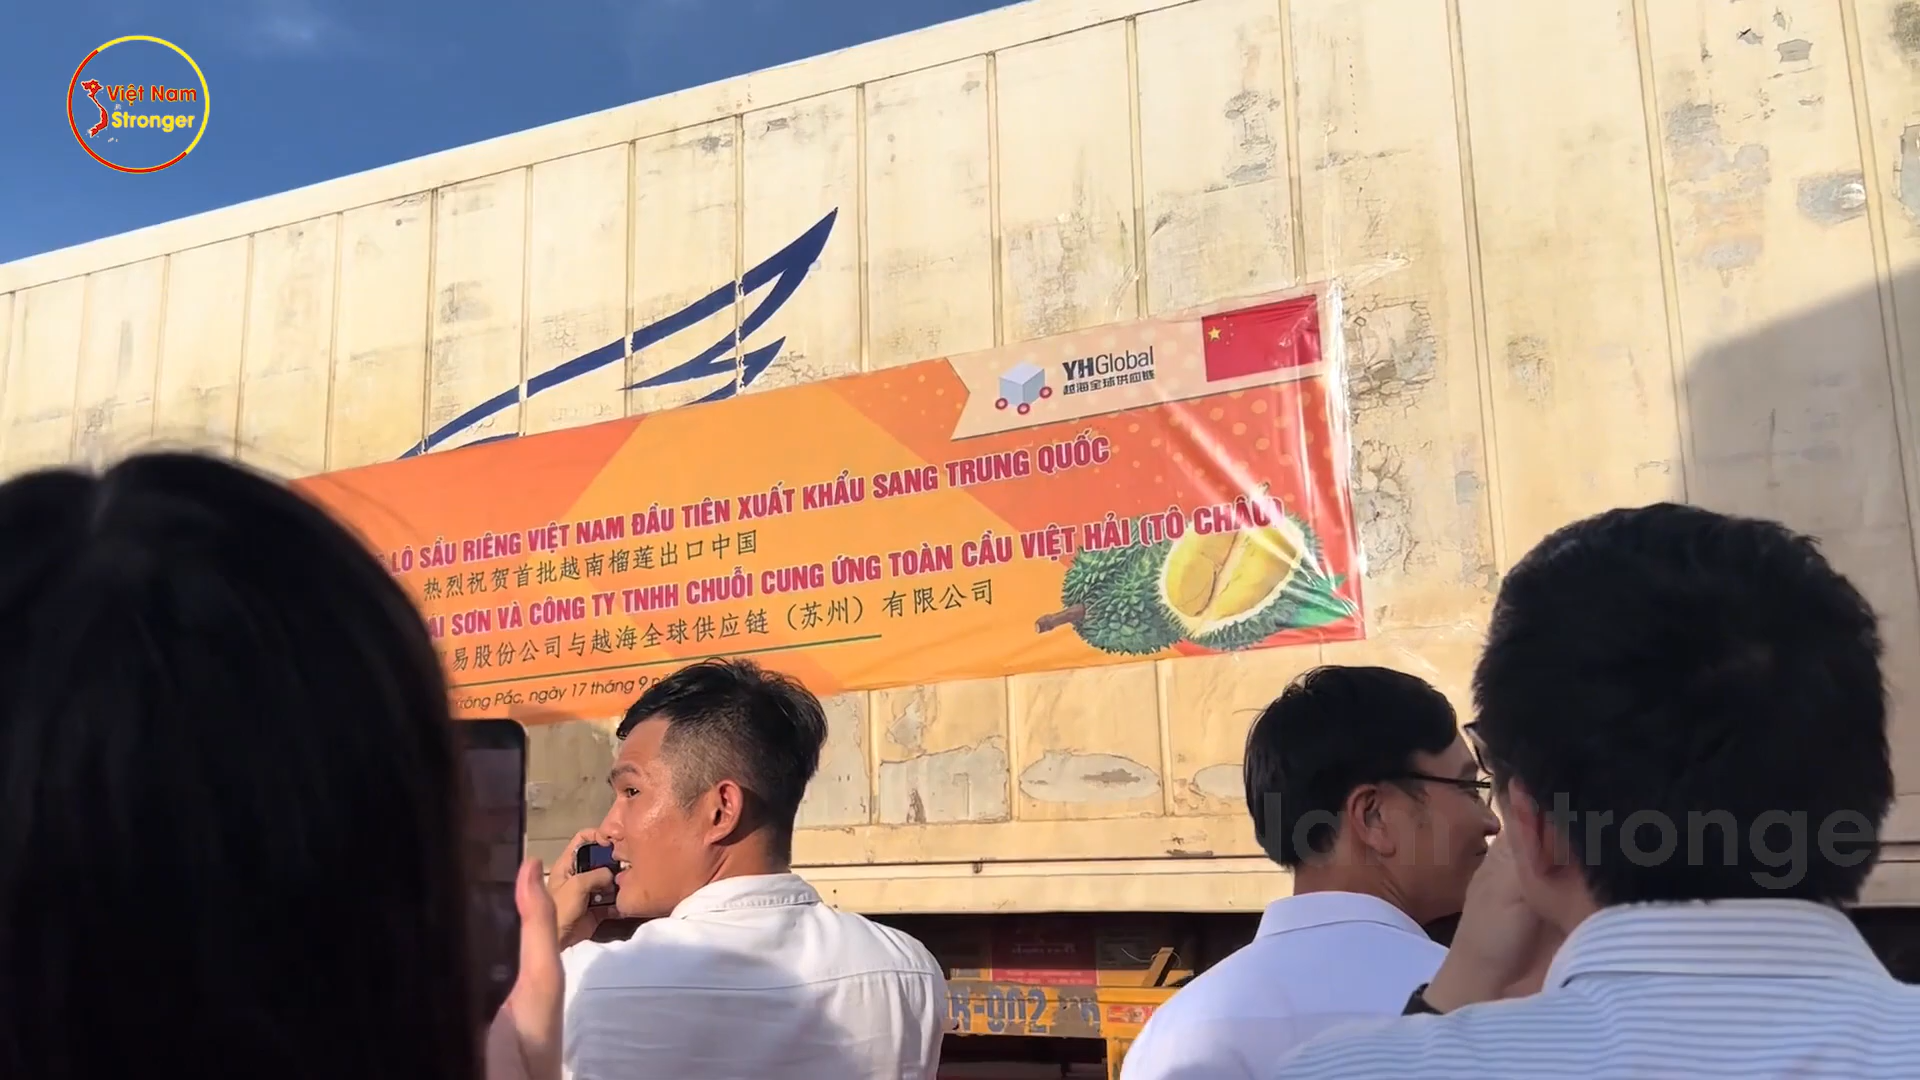 Việt Nam
Stronger
YHGlobal
越海全球供应链
LÔ SẦU RIÊNG VIỆT NAM ĐẦU TIÊN XUẤT KHẨU SANG TRUNG QUỐC
热烈祝贺首批越南榴莲出口中国
SƠN VÀ CÔNG TY TNHH CHUỖI CUNG ỨNG TOÀN CẦU VIỆT HẢI (TÔ CHÂU)
易股份公司与越海全球供应链（苏州）有限公司
Pắc, ngày 17 tháng 9
Stronge